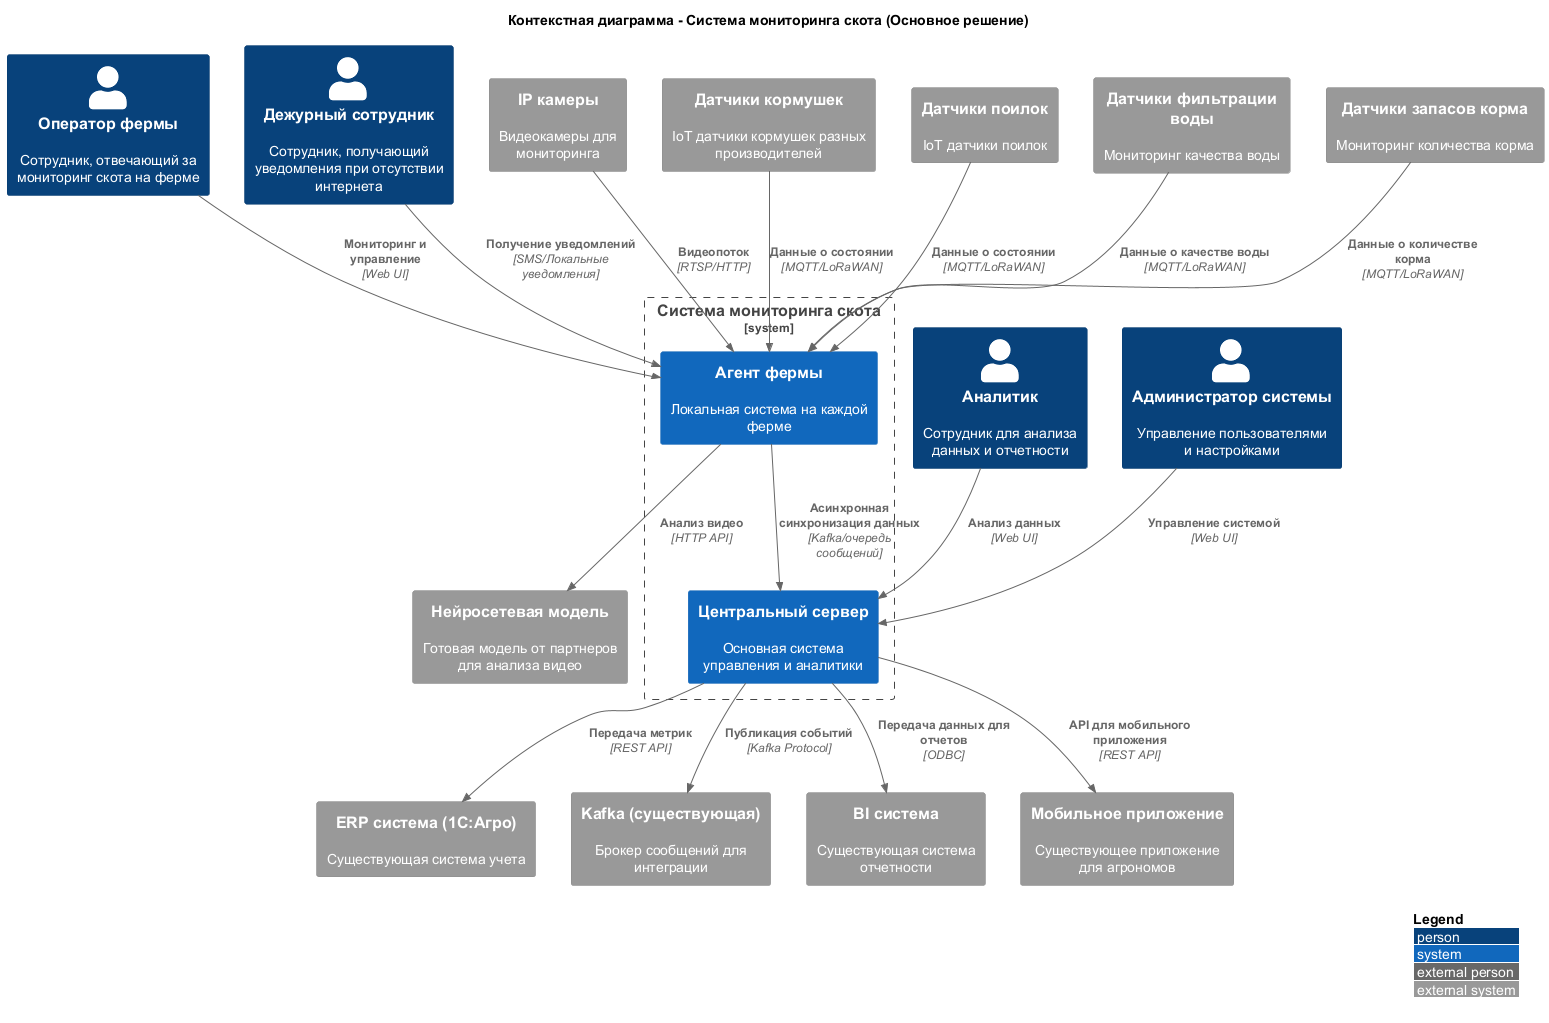 Контекстная диаграмма - Система мониторинга скота (Основное решение)
Оператор фермы
Сотрудник, отвечающий за
мониторинг скота на ферме
Дежурный сотрудник
Сотрудник, получающий
уведомления при отсутствии
интернета
IP камеры
Видеокамеры для
мониторинга
Датчики кормушек
IoT датчики кормушек разных
производителей
Датчики поилок
IoT датчики поилок
Датчики фильтрации
воды
Мониторинг качества воды
Датчики запасов корма
Мониторинг количества корма
Мониторинг и
управление
[Web UI]
Получение уведомлений
[SMS/Локальные
уведомления]
Видеопоток
[RTSP/HTTP]
Данные о состоянии
[MQTT/LoRaWAN]
Данные о состоянии
[MQTT/LoRaWAN]
Данные о качестве воды
[MQTT/LoRaWAN]
Данные о количестве
корма
[MQTT/LoRaWAN]
Система мониторинга скота
[system]
Агент фермы
Локальная система на каждой
ферме
Аналитик
Сотрудник для анализа
данных и отчетности
Администратор системы
Управление пользователями
и настройками
Анализ видео
[HTTP API]
Асинхронная
синхронизация данных
[Kafka/очередь
сообщений]
Анализ данных
[Web UI]
Управление системой
[Web UI]
Нейросетевая модель
Готовая модель от партнеров
для анализа видео
Центральный сервер
Основная система
управления и аналитики
Передача метрик
[REST API]
Публикация событий
[Kafka Protocol]
Передача данных для
отчетов
[ODBC]
API для мобильного
приложения
[REST API]
ERP система (1С:Агро)
Существующая система учета
Kafka (существующая)
Брокер сообщений для
интеграции
BI система
Существующая система
отчетности
Мобильное приложение
Существующее приложение
для агрономов
Legend
person
system
external person
external system